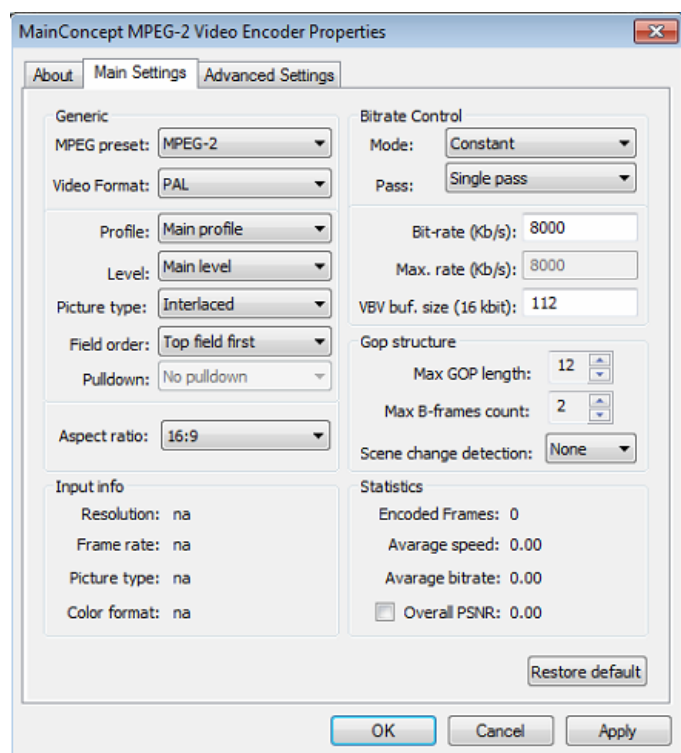 MainConcept MPEG-2 Video Encoder Properties
About Main Settings Advanced Settings
Generic
MPEG preset: MPEG-2
Video Format: PAL
Profile: Main profile
Level: Main level
Picture type: Interlaced
Field order: Top field first
Pulldown: No pulldown
Aspect ratio: 16:9
Input info
Resolution: na
Frame rate: na
Picture type: na
Color format: na
Bitrate Control
Mode: Constant
Pass: Single pass
Bit-rate (Kb/s): 8000
Max. rate (Kb/s): 8000
VBV buf. size (16 kbit): 112
Gop structure
Max GOP length: 12
Max B-frames count: 2
Scene change detection: None
Statistics
Encoded Frames: 0
Avarage speed: 0.00
Avarage bitrate: 0.00
Overall PSNR: 0.00
Restore default
OK Cancel Apply